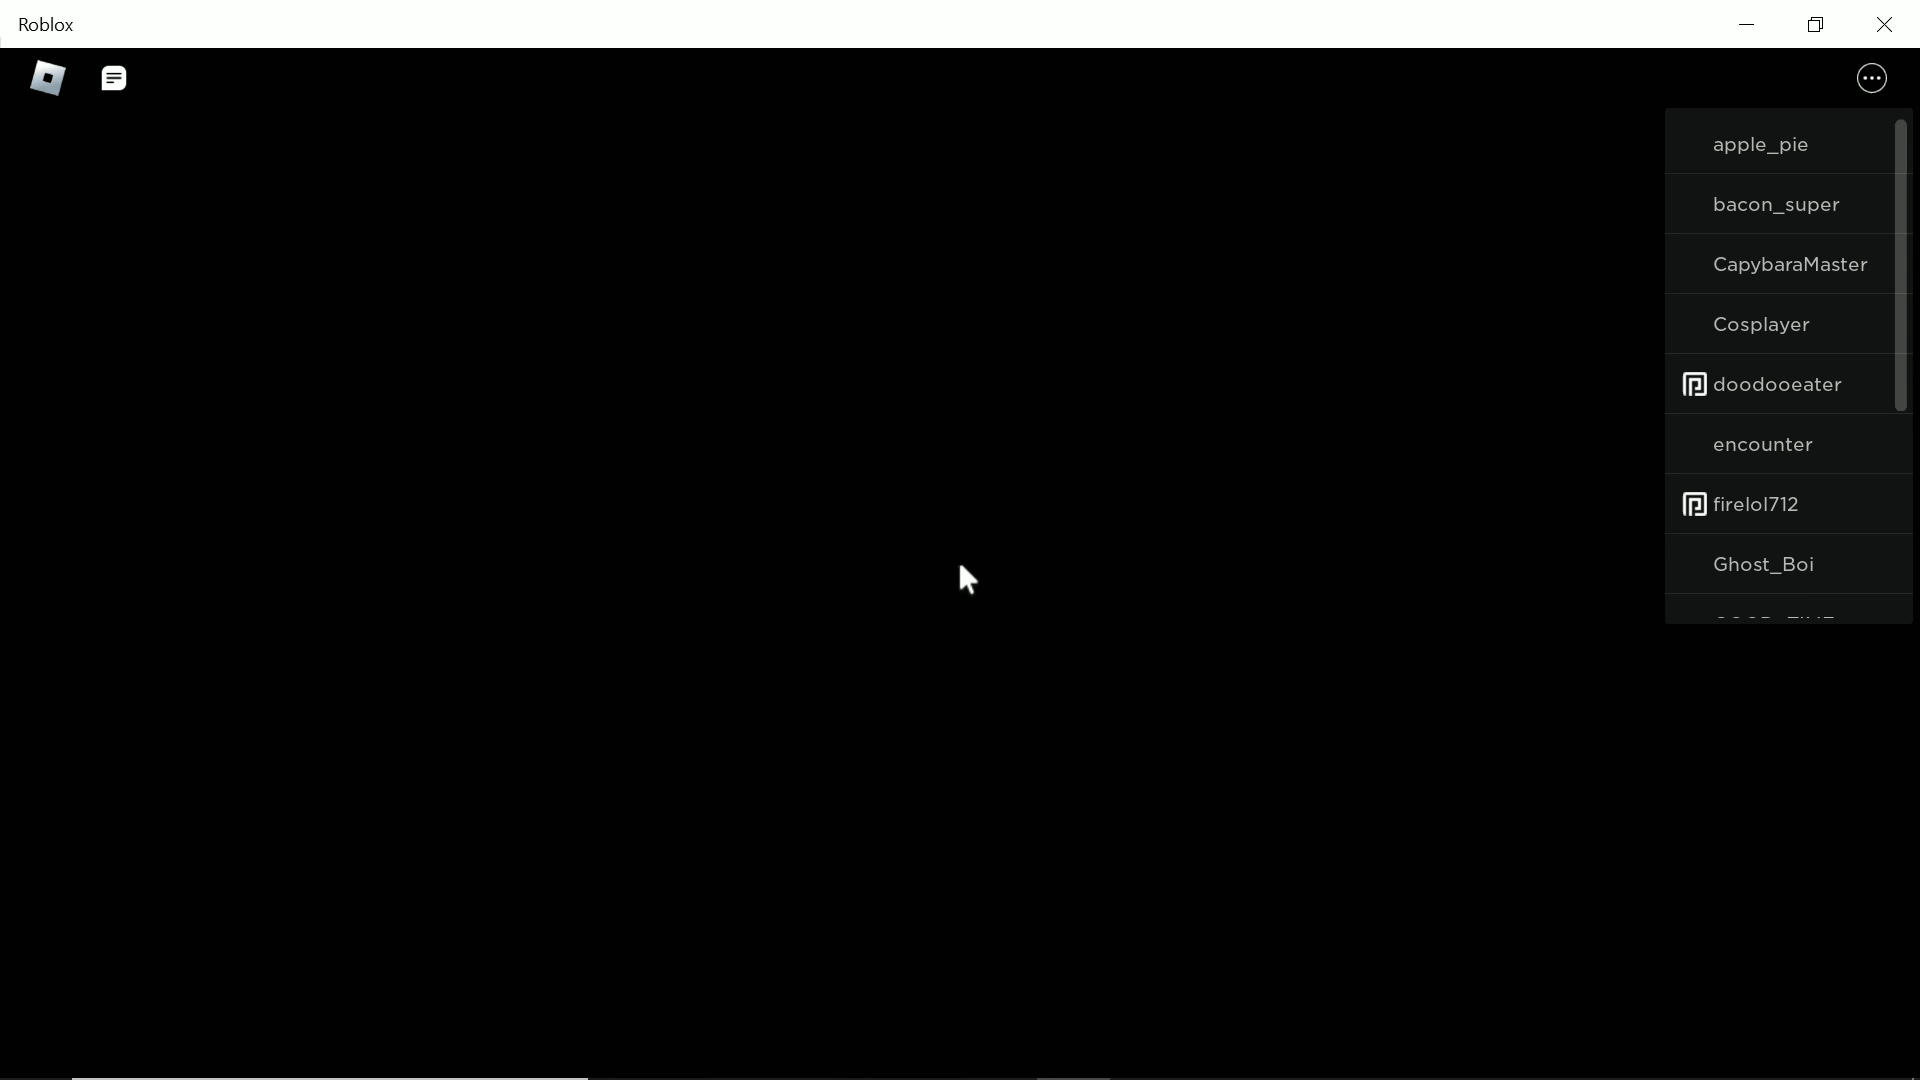 Roblox
apple_pie
bacon_super
CapybaraMaster
Cosplayer
doodooeater
encounter
firelol712
Ghost_Boi